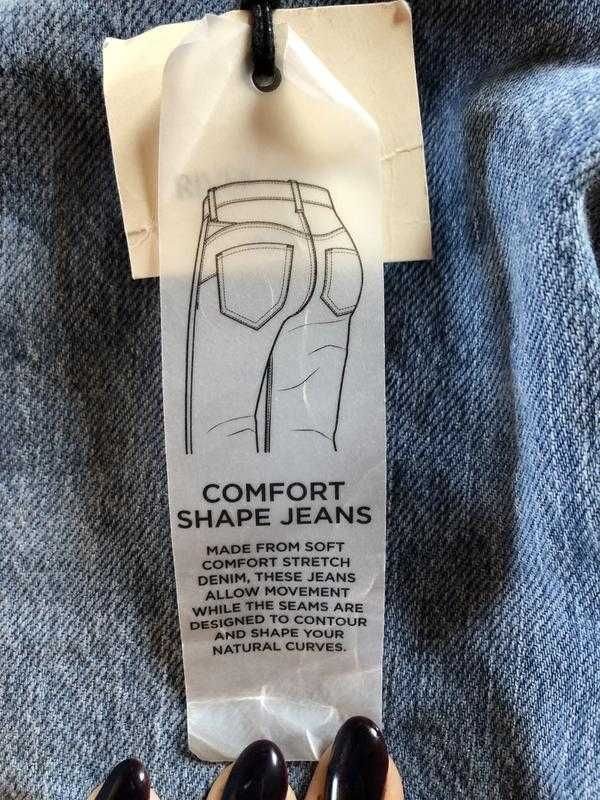 COMFORT
SHAPE JEANS
MADE FROM SOFT
COMFORT STRETCH
DENIM, THESE JEANS
ALLOW MOVEMENT
WHILE THE SEAMS ARE
DESIGNED TO CONTOUR
AND SHAPE YOUR
NATURAL CURVES.